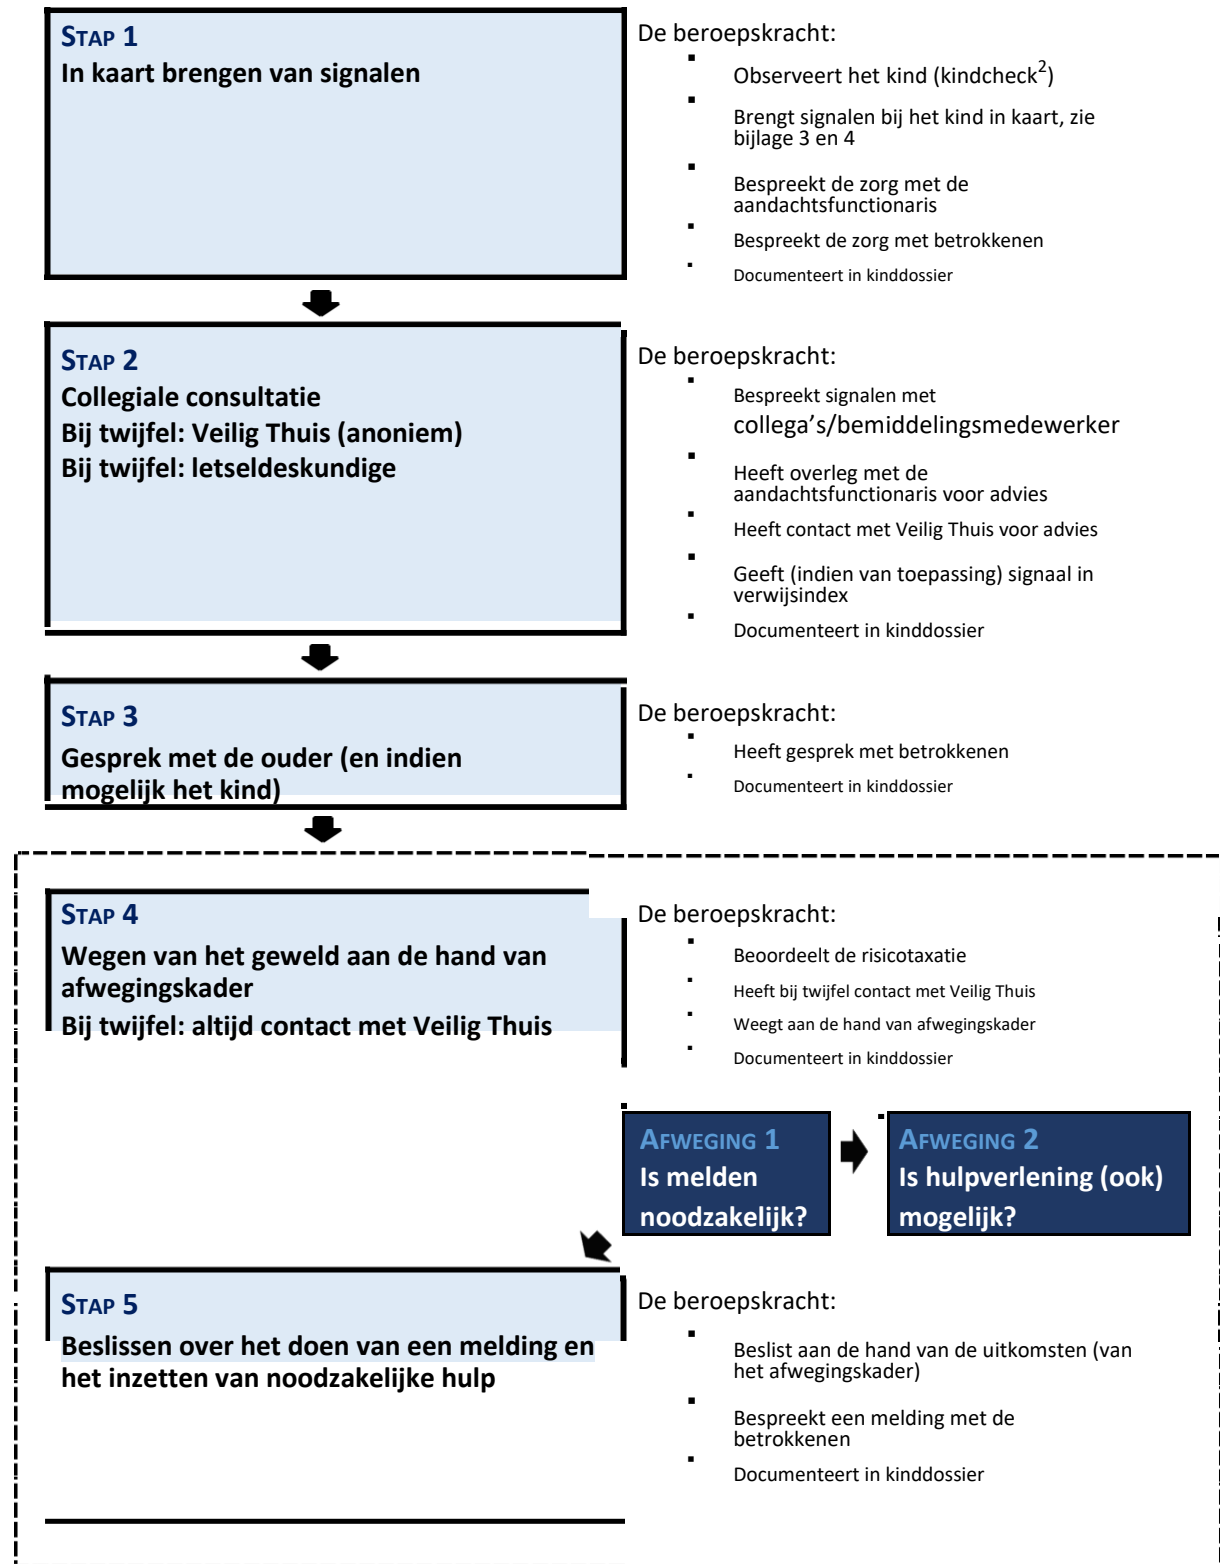 STAP 1
In kaart brengen van signalen
De beroepskracht:
▪ Observeert het kind (kindcheck²)
▪ Brengt signalen bij het kind in kaart, zie
bijlage 3 en 4
▪ Bespreekt de zorg met de
aandachtsfunctionaris
▪ Bespreekt de zorg met betrokkenen
▪ Documenteert in kinddossier
STAP 2
Collegiale consultatie
Bij twijfel: Veilig Thuis (anoniem)
Bij twijfel: letseldeskundige
De beroepskracht:
▪ Bespreekt signalen met
collega's/bemiddelingsmedewerker
▪ Heeft overleg met de
aandachtsfunctionaris voor advies
▪ Heeft contact met Veilig Thuis voor advies
▪ Geeft (indien van toepassing) signaal in
verwijsindex
▪ Documenteert in kinddossier
STAP 3
Gesprek met de ouder (en indien
mogelijk het kind)
De beroepskracht:
▪ Heeft gesprek met betrokkenen
▪ Documenteert in kinddossier
STAP 4
Wegen van het geweld aan de hand van
afwegingskader
Bij twijfel: altijd contact met Veilig Thuis
De beroepskracht:
▪ Beoordeelt de risicotaxatie
▪ Heeft bij twijfel contact met Veilig Thuis
▪ Weegt aan de hand van afwegingskader
▪ Documenteert in kinddossier
AFWEGING 1
Is melden
noodzakelijk?
AFWEGING 2
Is hulpverlening (ook)
mogelijk?
STAP 5
Beslissen over het doen van een melding en
het inzetten van noodzakelijke hulp
De beroepskracht:
▪ Beslist aan de hand van de uitkomsten (van
het afwegingskader)
▪ Bespreekt een melding met de
betrokkenen
▪ Documenteert in kinddossier